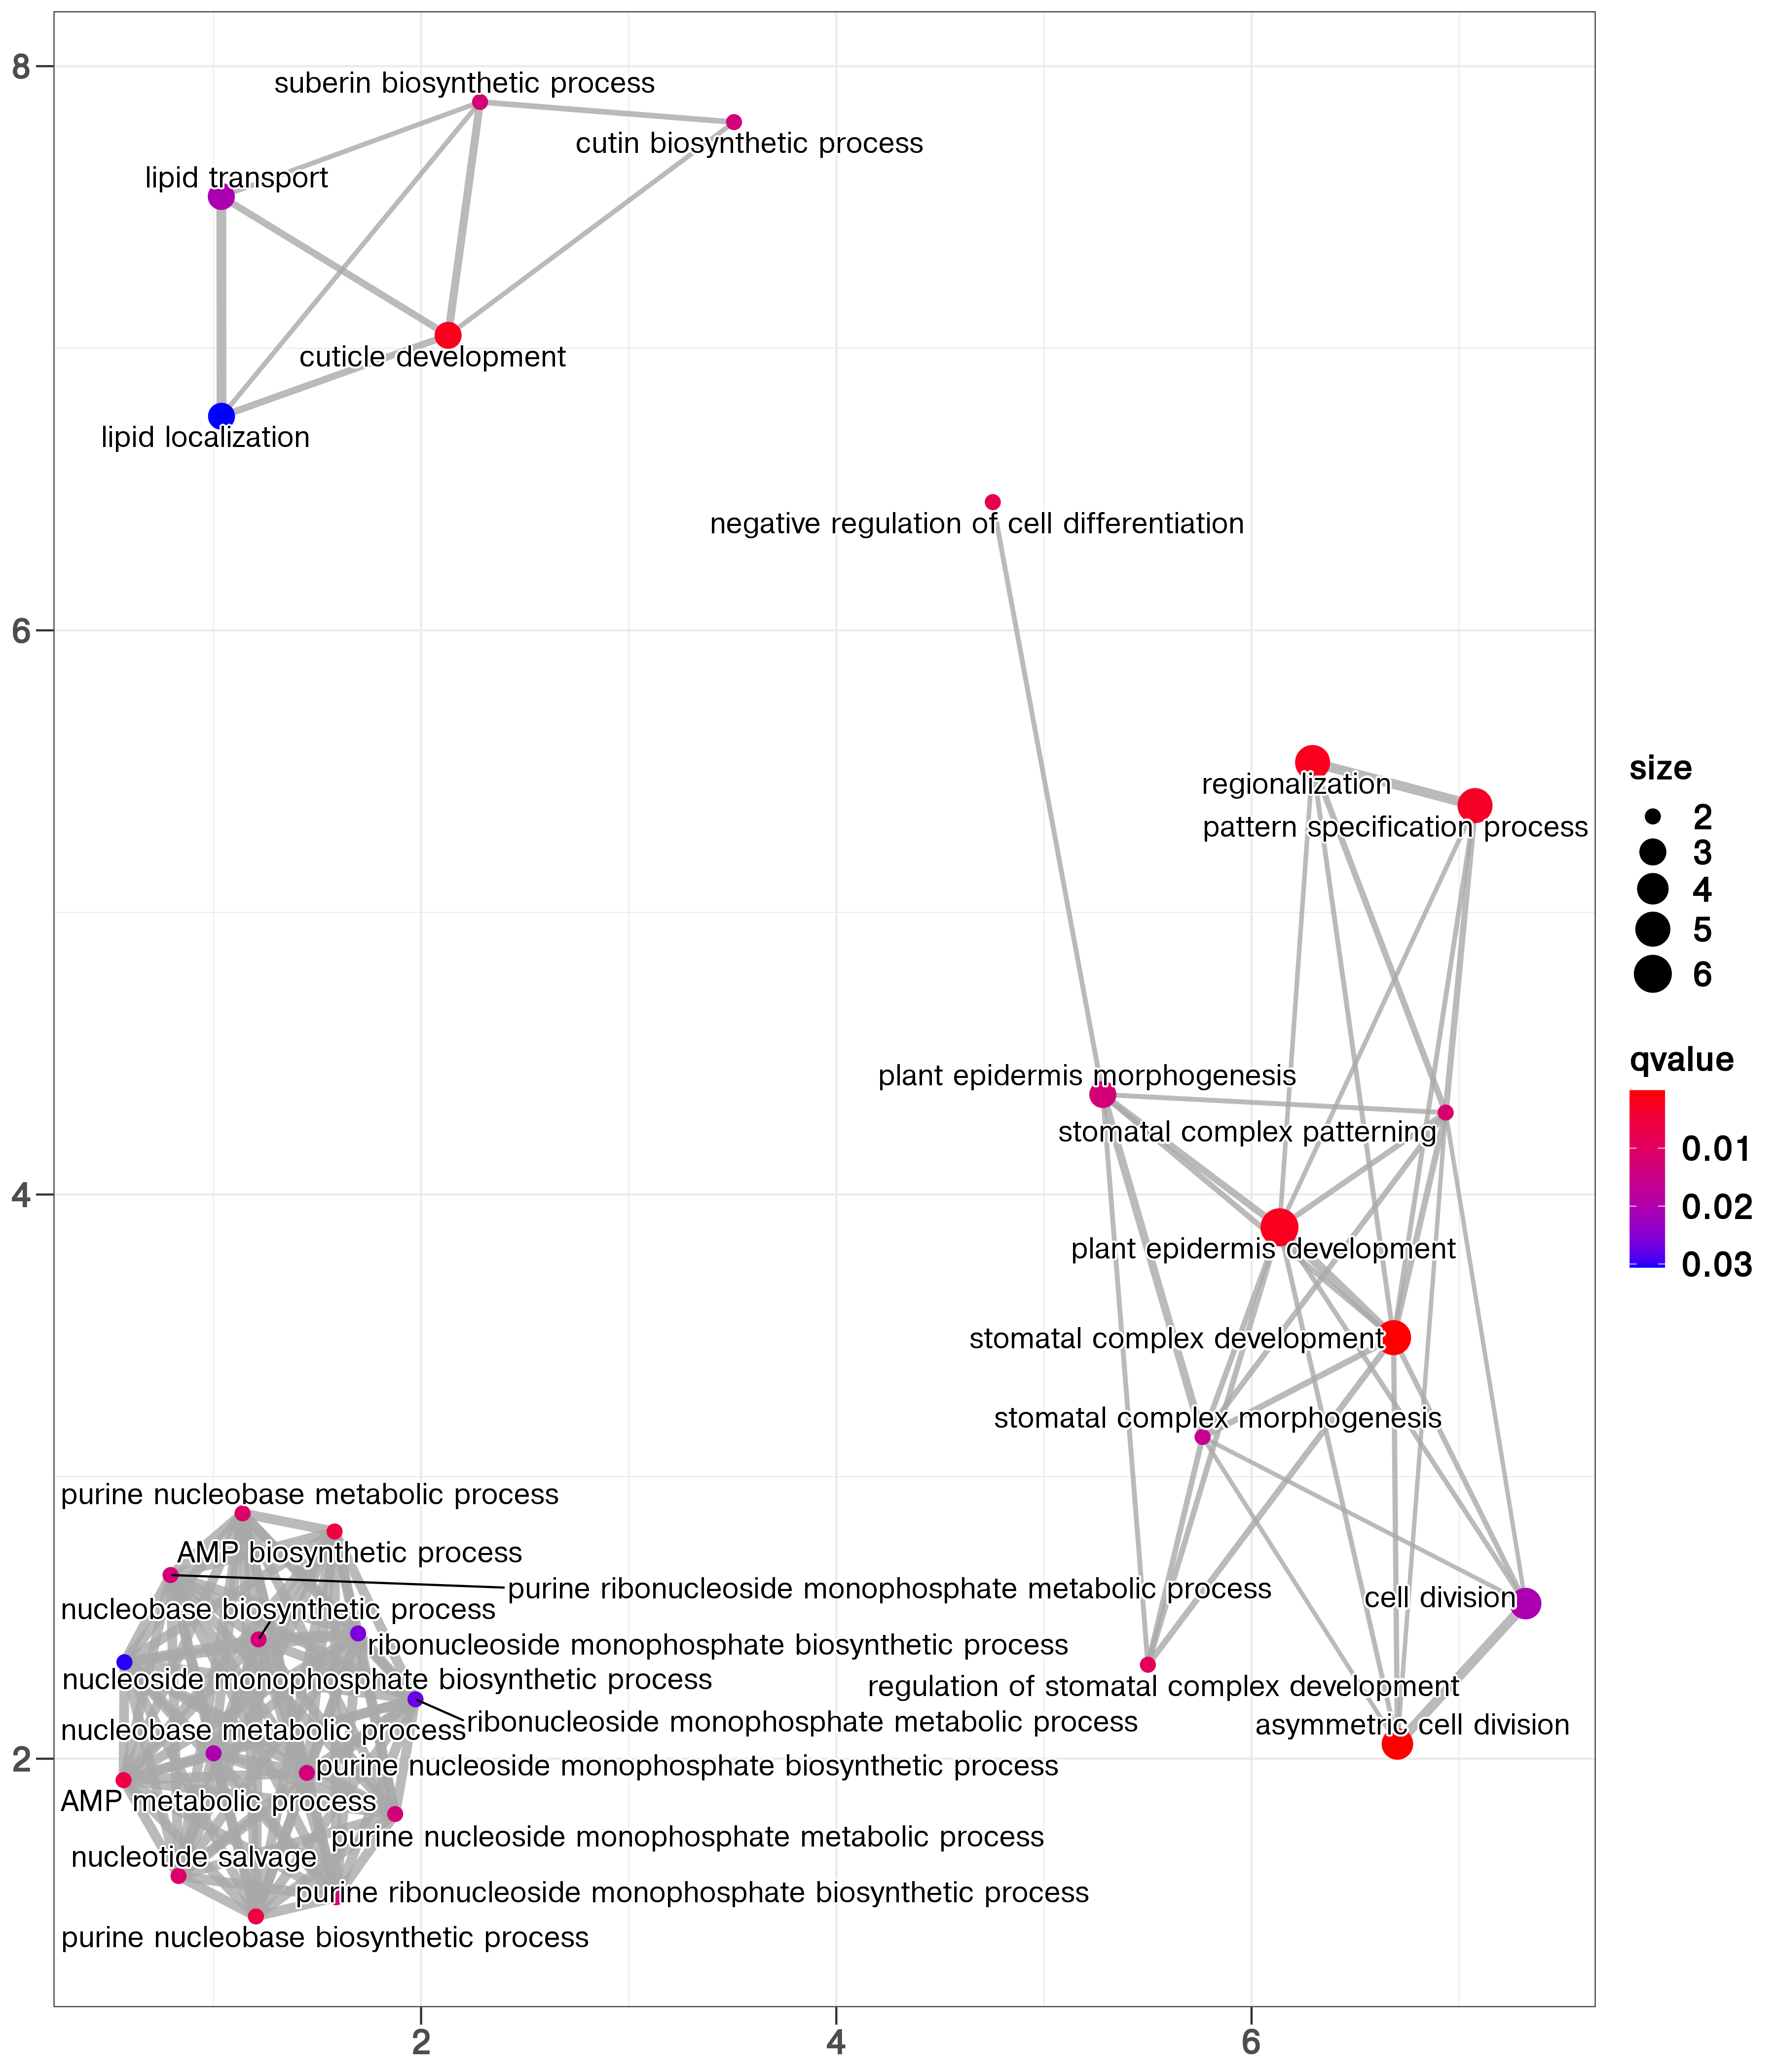 8
suberin biosynthetic process
cutin biosynthetic process
lipid transport
cuticle development
lipid localization
negative regulation of cell differentiation
6
regionalization
pattern specification process
size
2
3
4
5
6
qvalue
0.01
0.02
0.03
plant epidermis morphogenesis
stomatal complex patterning
4
plant epidermis development
stomatal complex development
stomatal complex morphogenesis
purine nucleobase metabolic process
AMP biosynthetic process
purine ribonucleoside monophosphate metabolic process
cell division
nucleobase biosynthetic process
ribonucleoside monophosphate biosynthetic process
nucleoside monophosphate biosynthetic process
regulation of stomatal complex development
ribonucleoside monophosphate metabolic process
asymmetric cell division
nucleobase metabolic process
2
purine nucleoside monophosphate biosynthetic process
AMP metabolic process
purine nucleoside monophosphate metabolic process
nucleotide salvage
purine ribonucleoside monophosphate biosynthetic process
purine nucleobase biosynthetic process
2
4
6